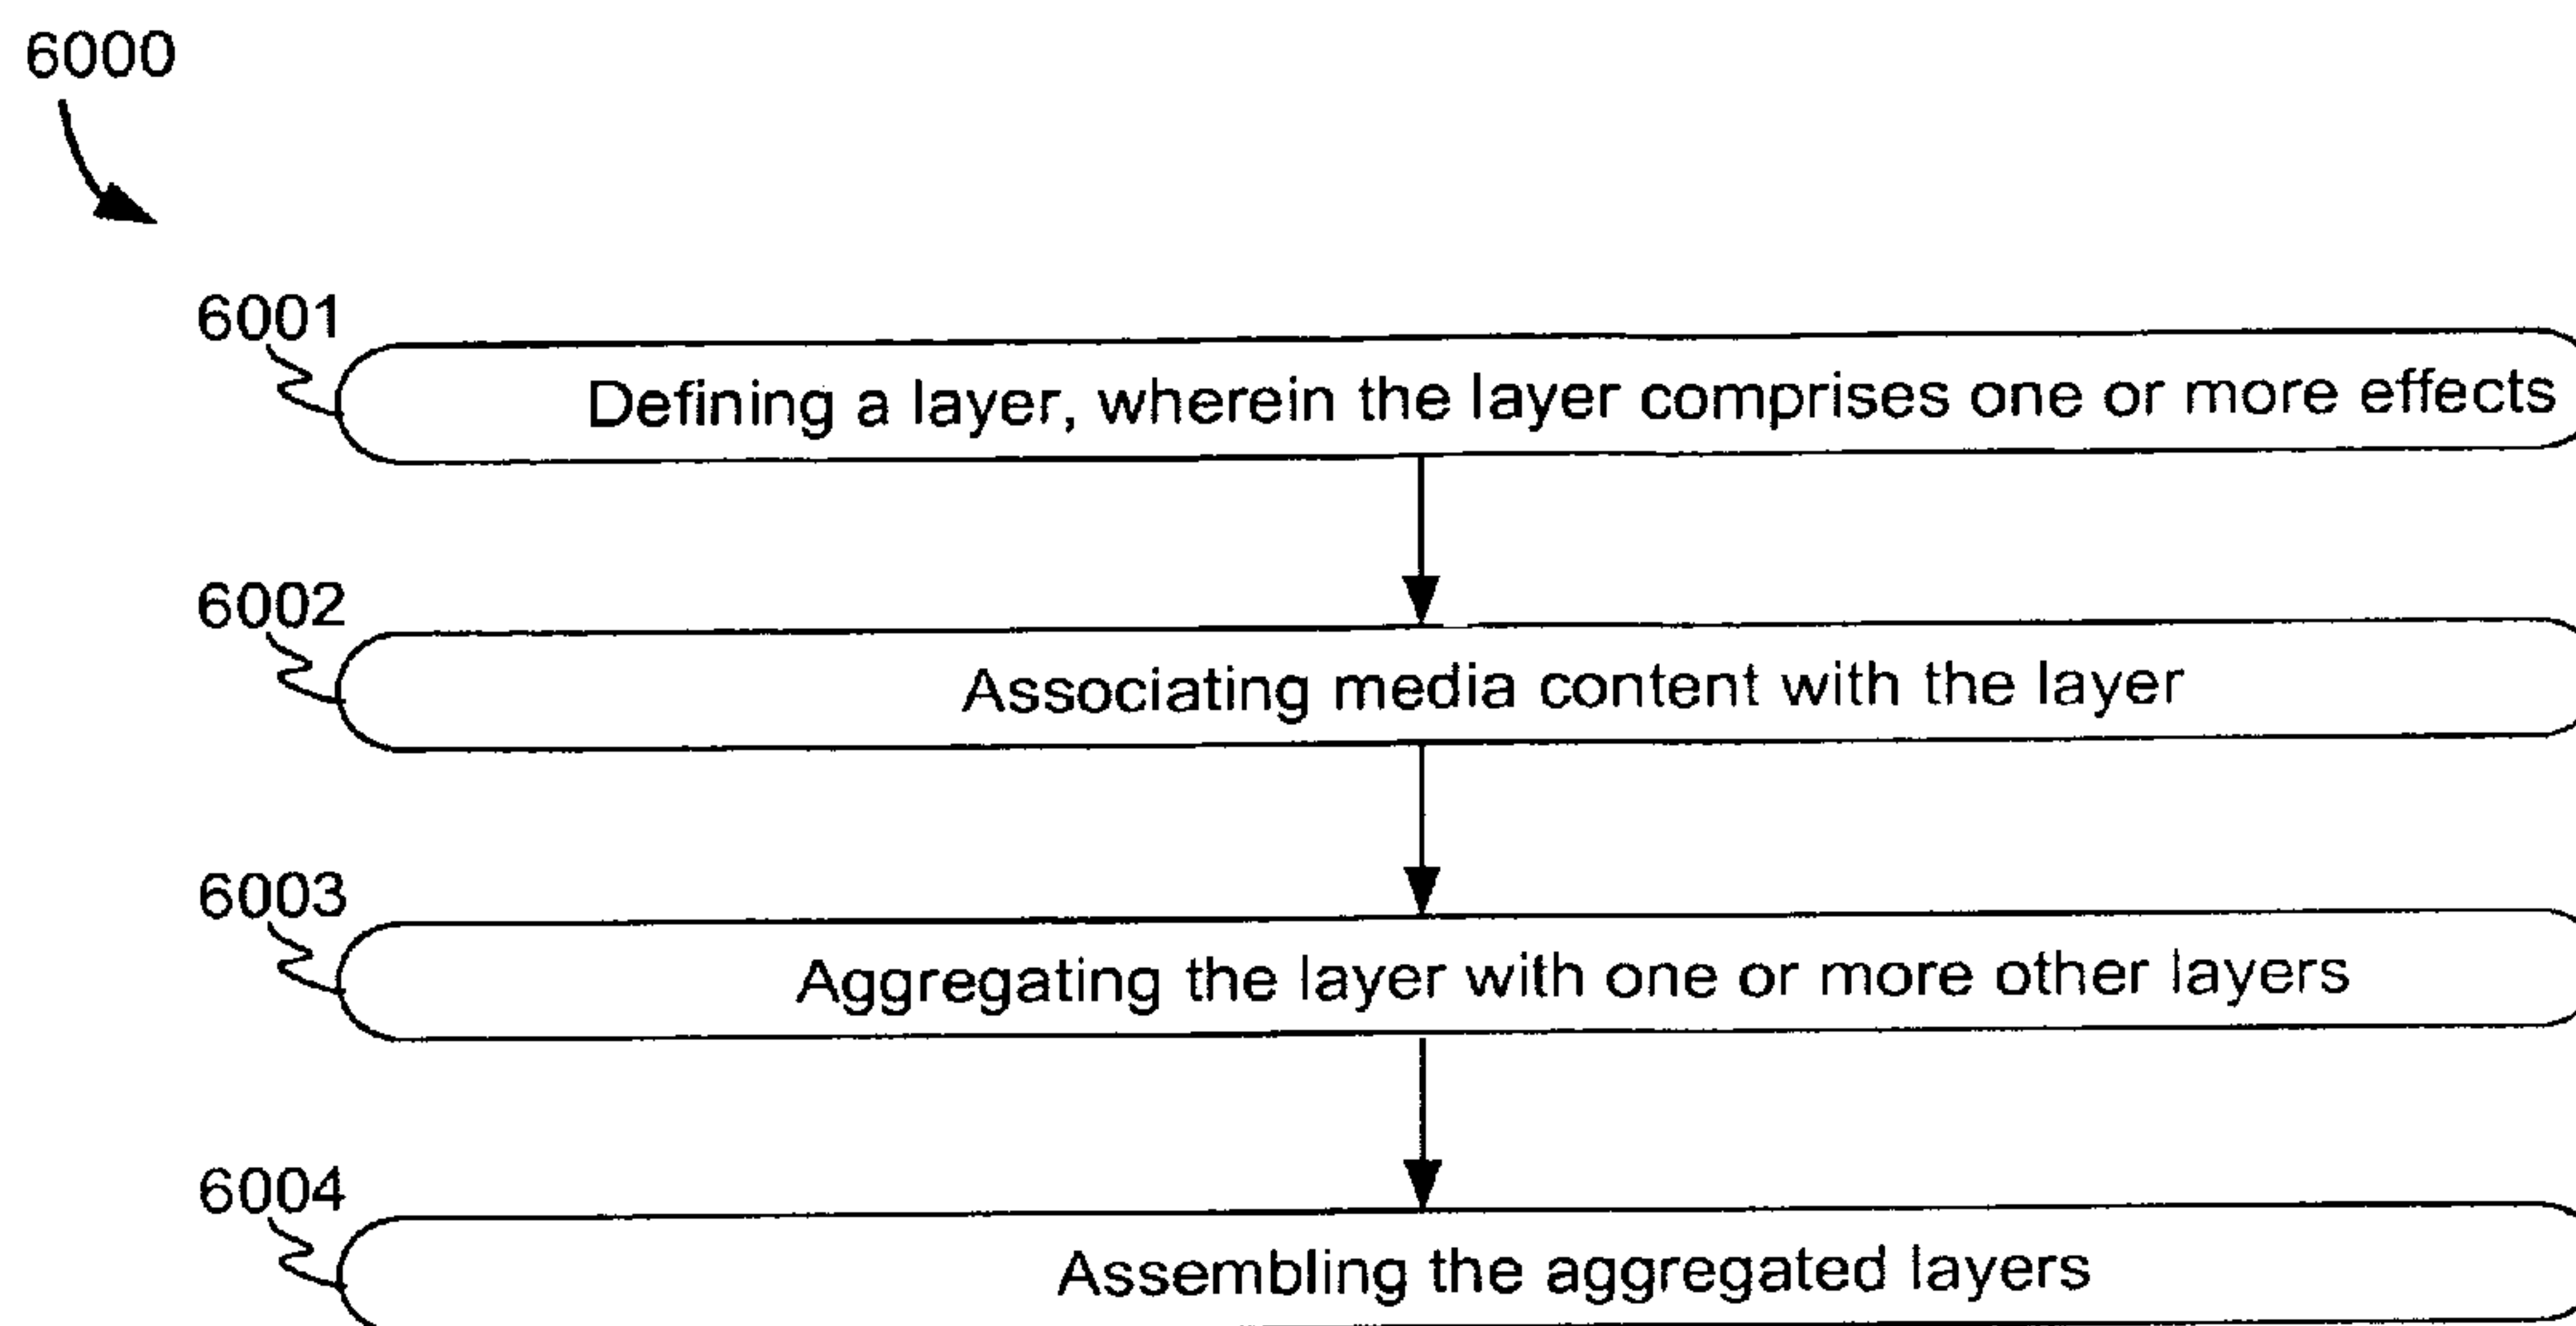 6000
6001
Defining a layer, wherein the layer comprises one or more effects
6002
Associating media content with the layer
6003
Aggregating the layer with one or more other layers
6004
Assembling the aggregated layers